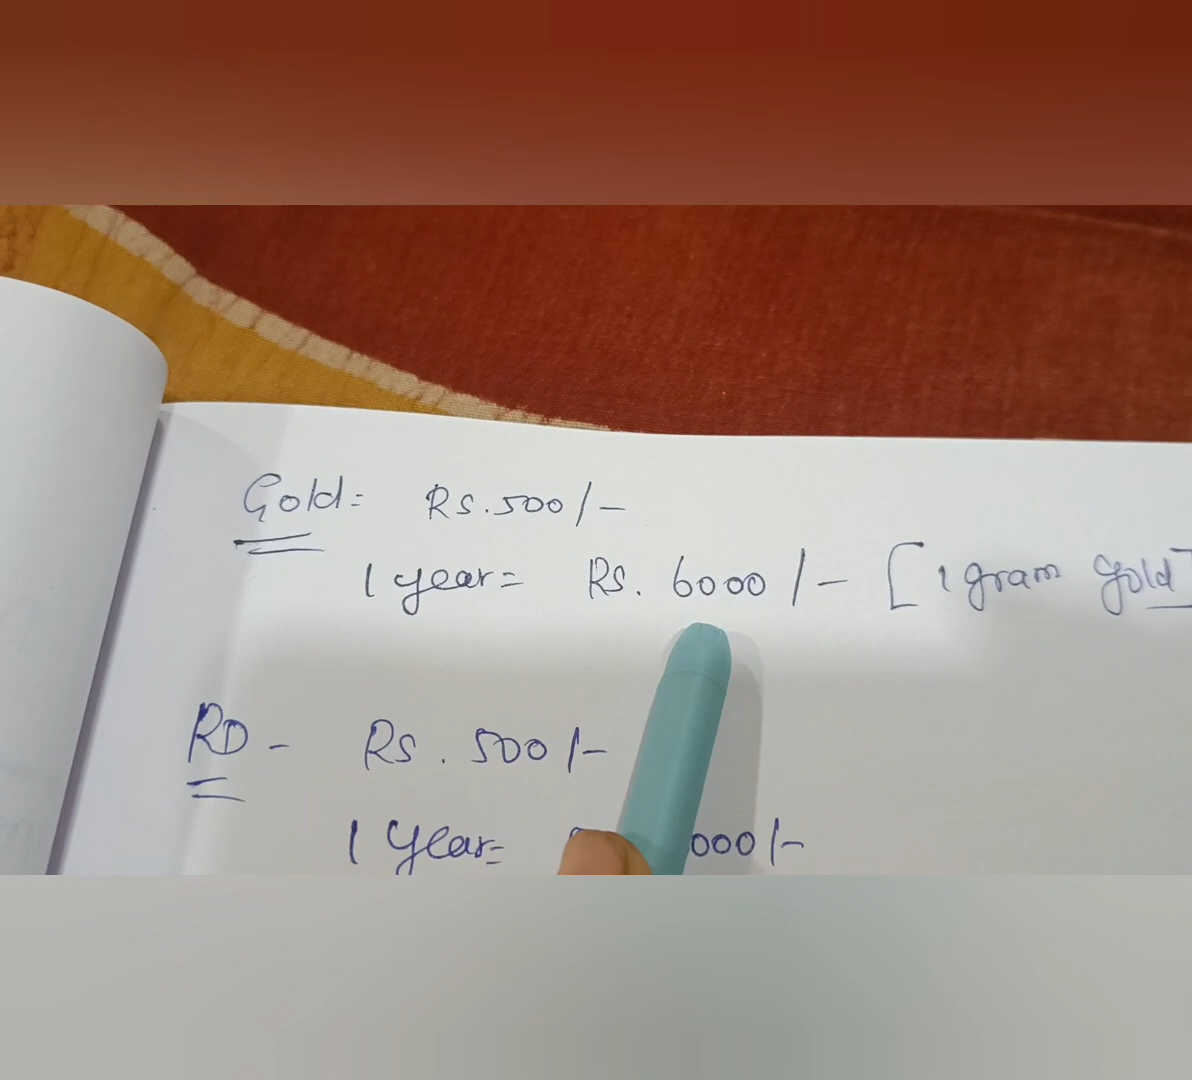 Gold= RS.500/-
1 year= RS. 6000/- [1 gram gold]
RD - RS. 500/-
1 Year= 000/-